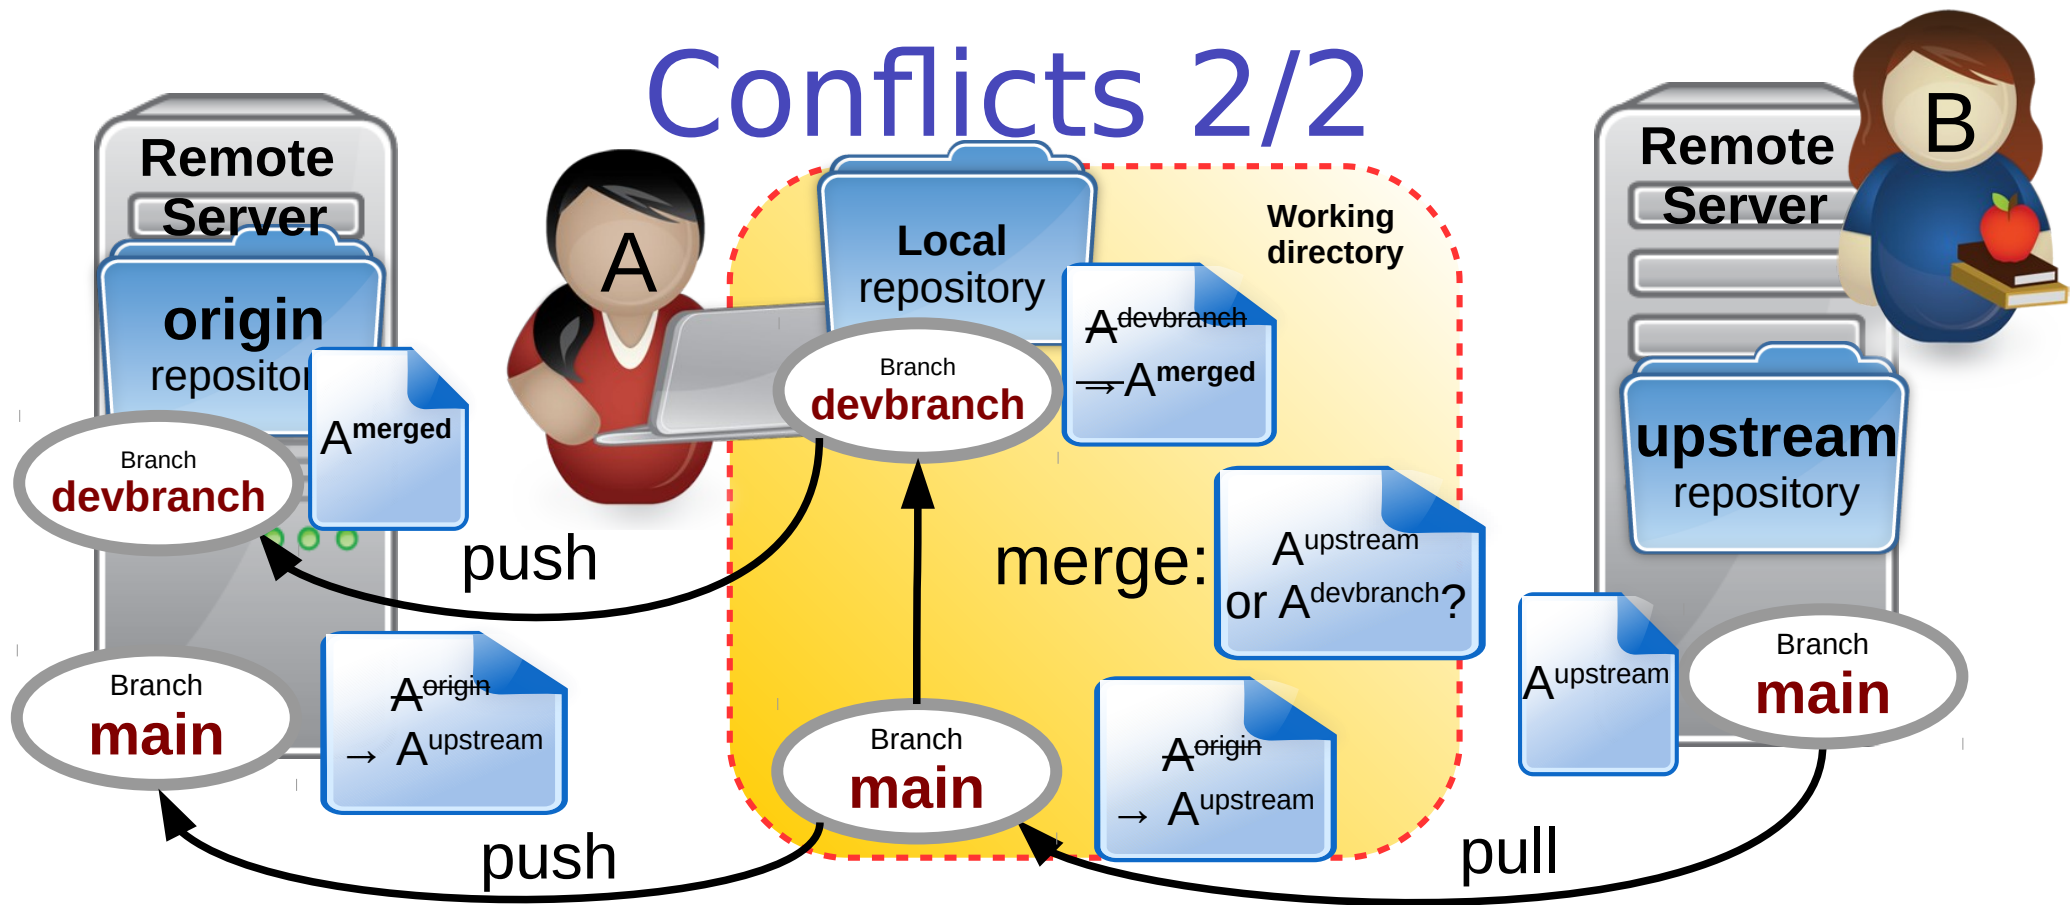 Conflicts 2/2
Remote
Server
origin
repositor
Amerged
Branch
devbranch
push
Branch
main
Aorigin
→ Aupstream
push
A
Local
repository
Working
directory
Adevbranch
→Amerged
Branch
devbranch
merge:
Aupstream
or Adevbranch?
Branch
main
Aorigin
→ Aupstream
pull
B
Remote
Server
upstream
repository
Aupstream
Branch
main